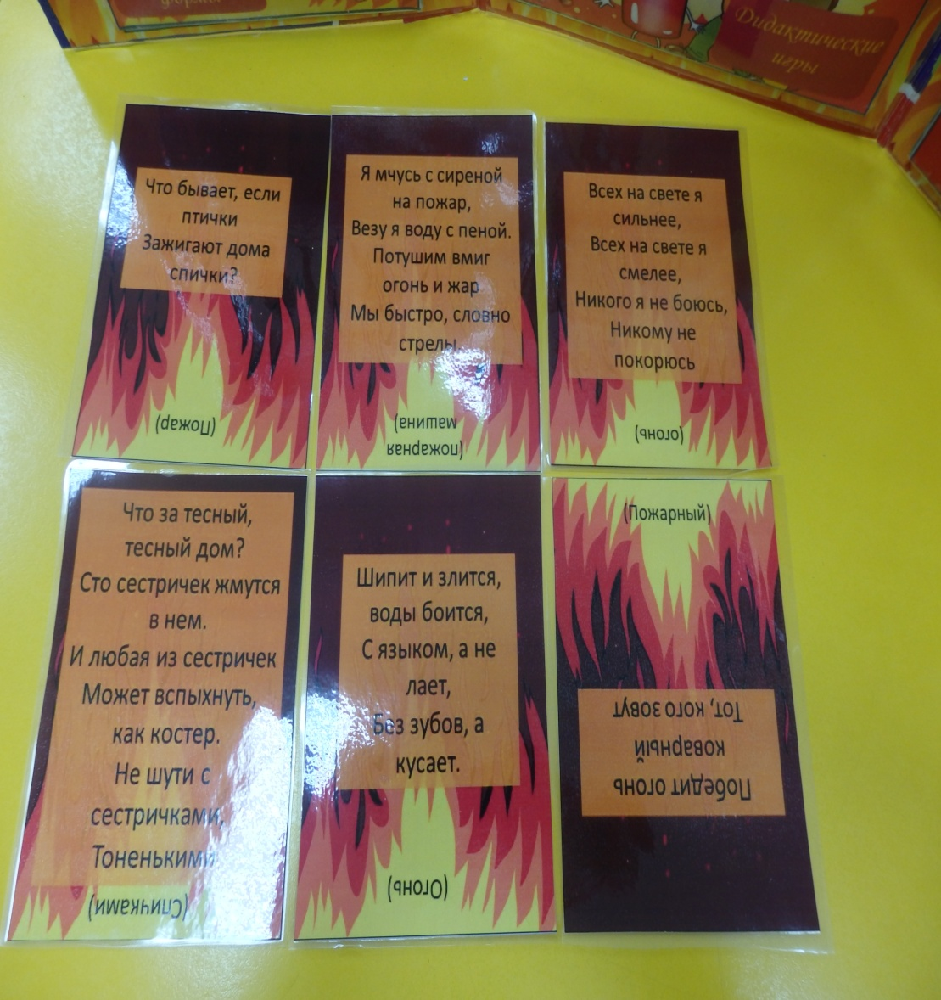 формы
Дидактические
игры
Что бывает, если
птички
Зажигают дома
спички?
(Пожар)
Я мчусь с сиреной
на пожар,
Везу я воду с пеной.
Потушим вмиг
огонь и жар
Мы быстро, словно
стрелы.
(пожарная
машина)
Всех на свете я
сильнее,
Всех на свете я
смелее,
Никого я не боюсь,
Никому не
покорюсь
(огонь)
Что за тесный,
тесный дом?
Сто сестричек жмутся
в нем.
И любая из сестричек
Может вспыхнуть,
как костер.
Не шути с
сестричками,
Тоненькими
(Спичками)
Шипит и злится,
воды боится,
С языком, а не
лает,
Без зубов, а
кусает.
(Огонь)
Победит огонь
коварный
Тот, кого зовут
(Пожарный)